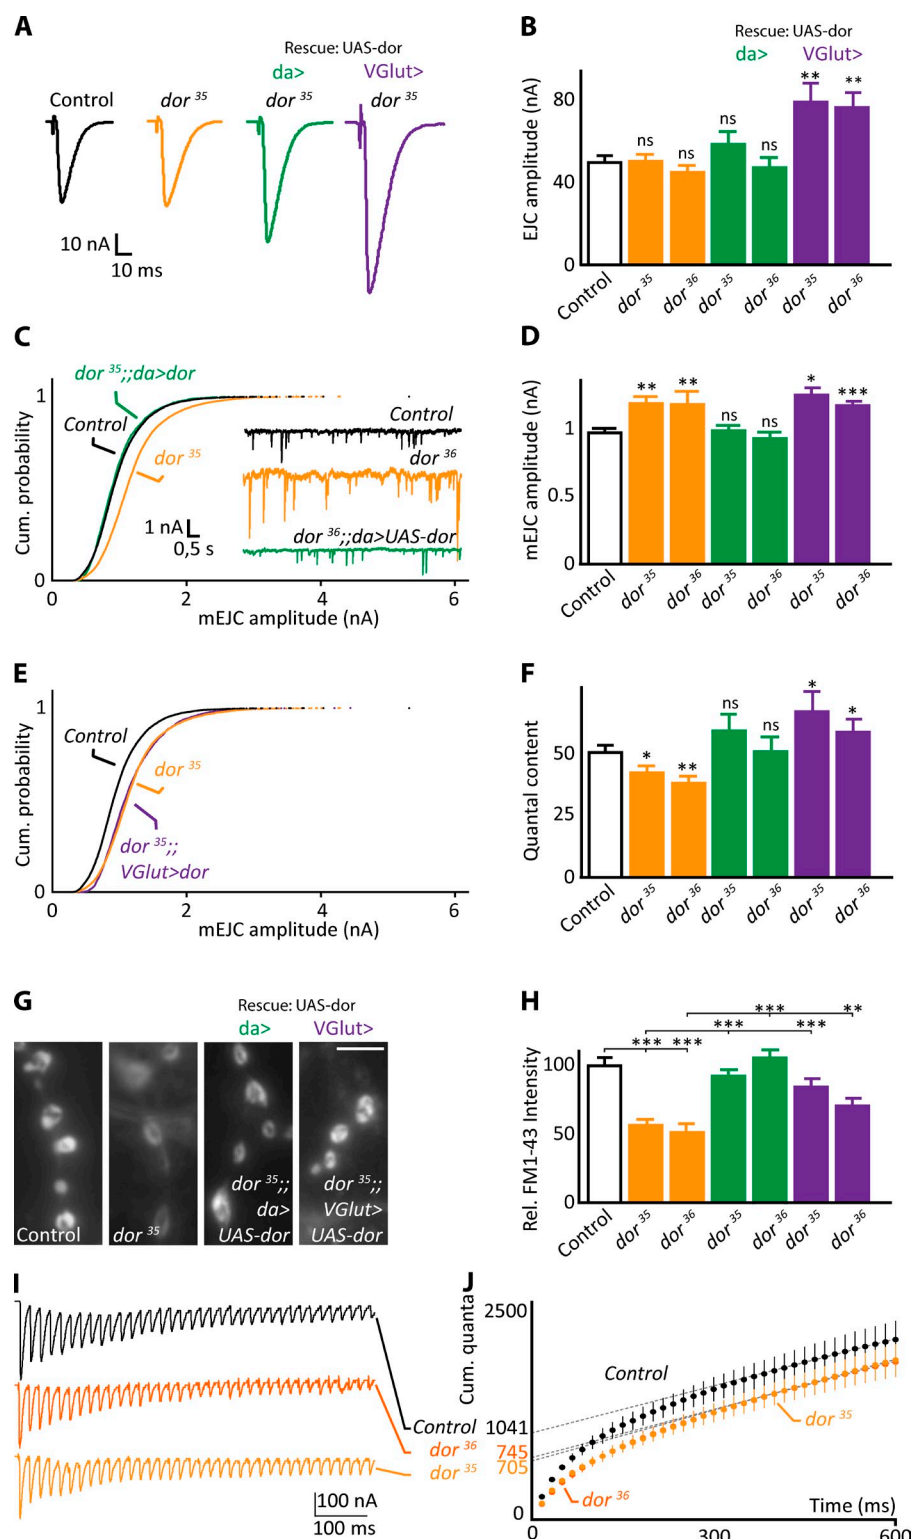 A
Rescue: UAS-dor
da> VGlut>
Control dor 35 dor 35 dor 35
10 nA
10 ms
B
Rescue: UAS-dor
da> VGlut>
EJC amplitude (nA)
80
40
0
ns ns ns ns ** **
Control dor 35 dor 36 dor 35 dor 36 dor 35 dor 36
C
dor 35;;da>dor
Control
dor 35
Cum. probability
1
0
1 nA
0,5 s
Control
dor 36
dor 36;;da>UAS-dor
0 2 4 6
mEJC amplitude (nA)
D
mEJC amplitude (nA)
1
0.5
0
** ** ns ns * ***
Control dor 35 dor 36 dor 35 dor 36 dor 35 dor 36
E
Cum. probability
1
0
Control
dor 35
dor 35;;
VGlut>dor
0 2 4 6
mEJC amplitude (nA)
F
Quantal content
50
25
0
* ** ns ns * *
Control dor 35 dor 36 dor 35 dor 36 dor 35 dor 36
G
Rescue: UAS-dor
da> VGlut>
Control
dor 35
dor 35;;
da>
UAS-dor
dor 35;;
VGlut>
UAS-dor
H
Rel. FM1-43 Intensity
100
50
0
*** **
*** ***
*** ***
Control dor 35 dor 36 dor 35 dor 36 dor 35 dor 36
I
Control
dor 36
dor 35
100 nA
100 ms
J
Cum. quanta
2500
1041
745
705
0
Control
dor 35
dor 36
Time (ms)
0 300 600